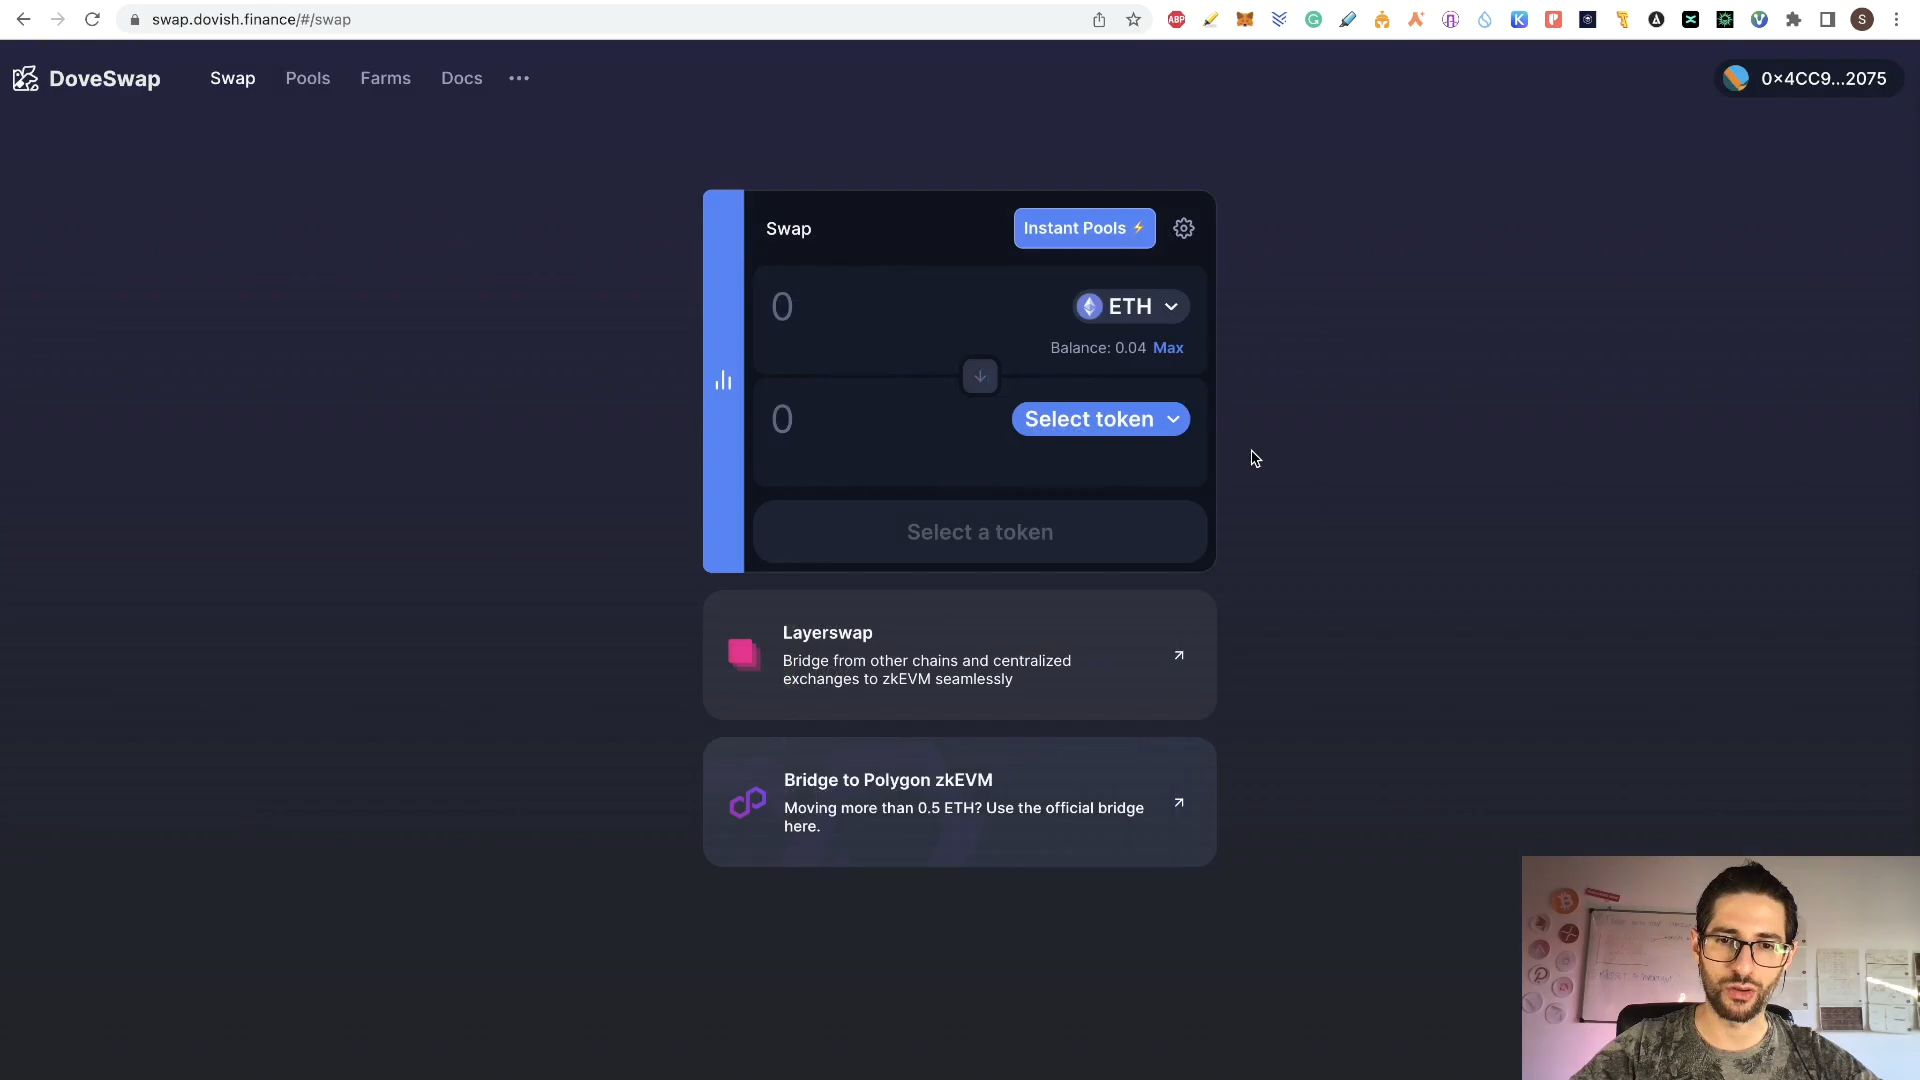 swap.dovish.finance/#/swap
ABP
S
DoveSwap
Swap
Pools
Farms
Docs
0×4CC9...2075
Swap
Instant Pools⚡
0
ETH
Balance: 0.04 Max
0
Select token
Select a token
Layerswap
Bridge from other chains and centralized
exchanges to zkEVM seamlessly
Bridge to Polygon zkEVM
Moving more than 0.5 ETH? Use the official bridge
here.